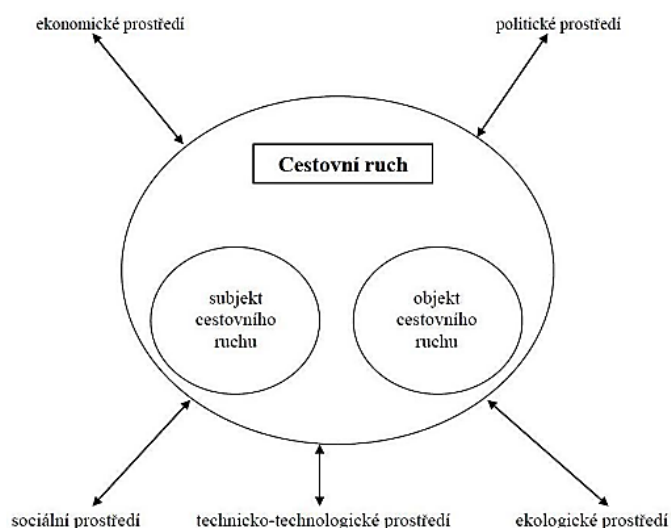 ekonomické prostředí
politické prostředí
Cestovní ruch
subjekt
cestovního
ruchu
objekt
cestovního
ruchu
sociální prostředí
technicko-technologické prostředí
ekologické prostředí